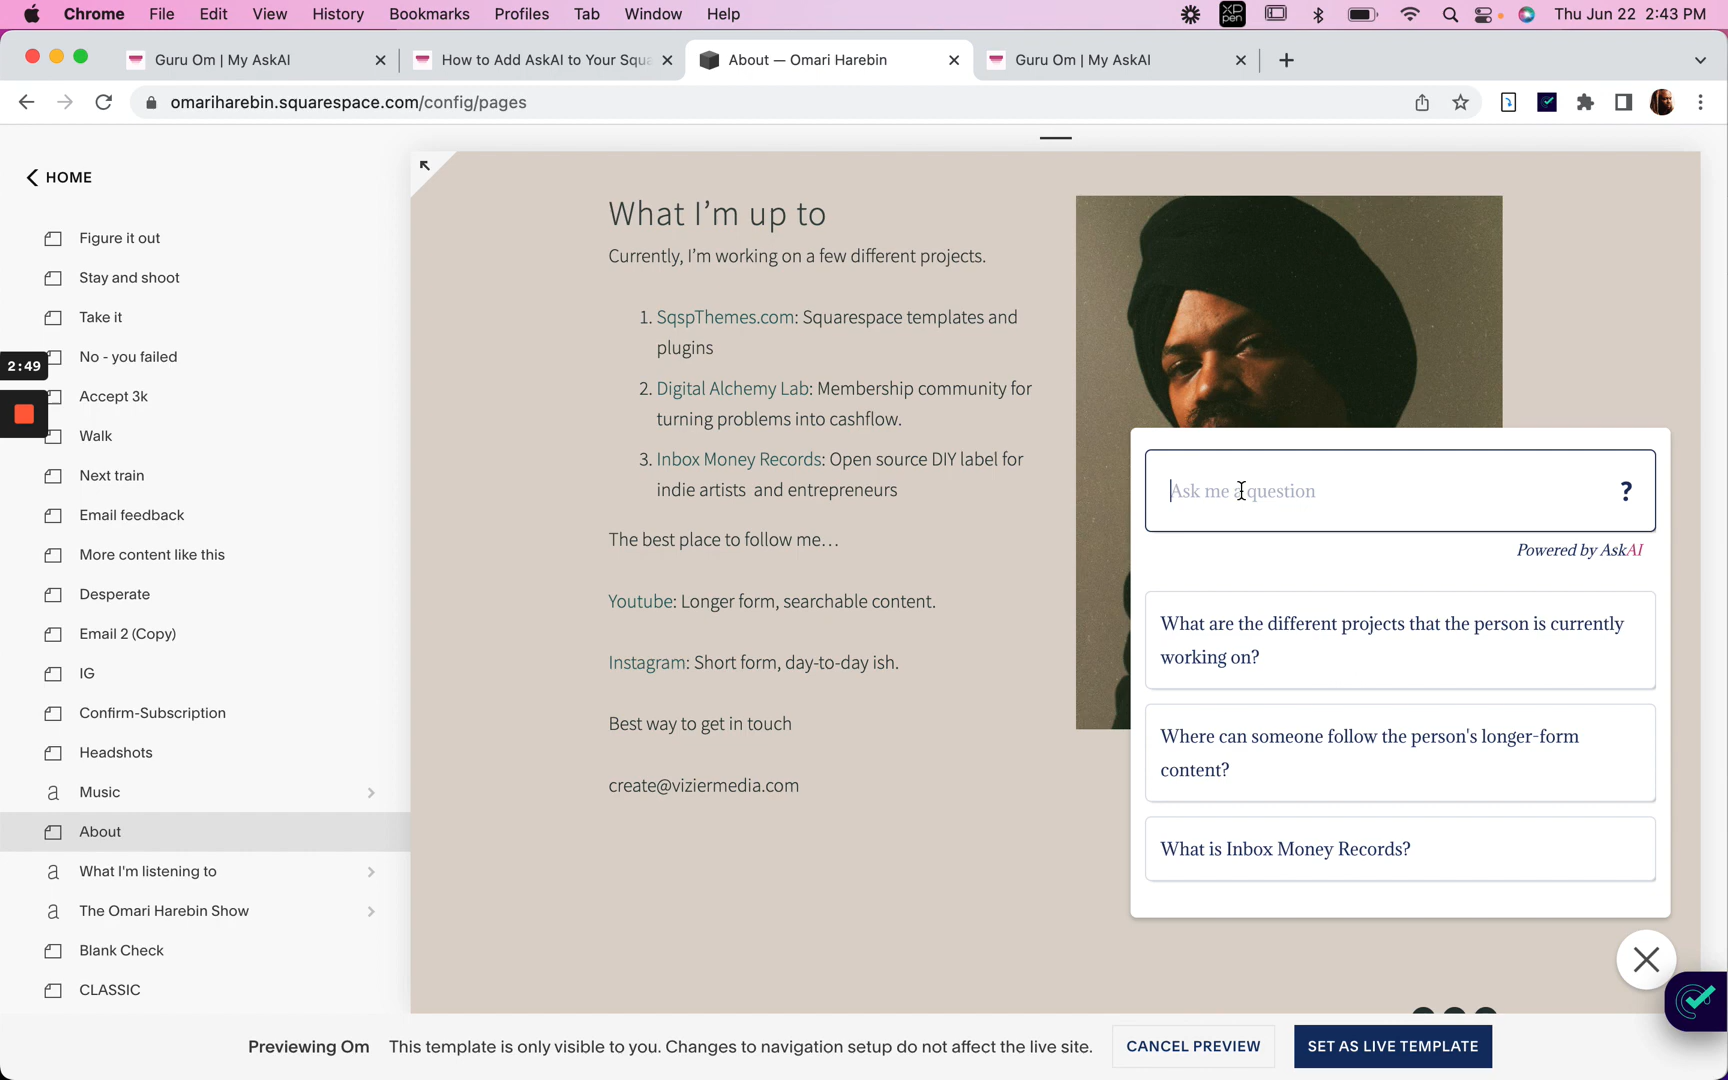 Chrome File Edit View History Bookmarks Profiles Tab Window Help
XP
pen
Thu Jun 22 2:43 PM
Guru Om | My AskAI
How to Add AskAI to Your Squa
About — Omari Harebin
Guru Om | My AskAI
omariharebin.squarespace.com/config/pages
HOME
Figure it out
Stay and shoot
Take it
No - you failed
2:49
Accept 3k
Walk
Next train
Email feedback
More content like this
Desperate
Email 2 (Copy)
IG
Confirm-Subscription
Headshots
Music
About
What I'm listening to
The Omari Harebin Show
Blank Check
CLASSIC
What I’m up to
Currently, I’m working on a few different projects.
1. SqspThemes.com: Squarespace templates and
plugins
2. Digital Alchemy Lab: Membership community for
turning problems into cashflow.
3. Inbox Money Records: Open source DIY label for
indie artists and entrepreneurs
The best place to follow me…
Youtube: Longer form, searchable content.
Instagram: Short form, day-to-day ish.
Best way to get in touch
create@viziermedia.com
Ask me a question
?
Powered by AskAI
What are the different projects that the person is currently
working on?
Where can someone follow the person's longer-form
content?
What is Inbox Money Records?
Previewing Om This template is only visible to you. Changes to navigation setup do not affect the live site.
CANCEL PREVIEW
SET AS LIVE TEMPLATE